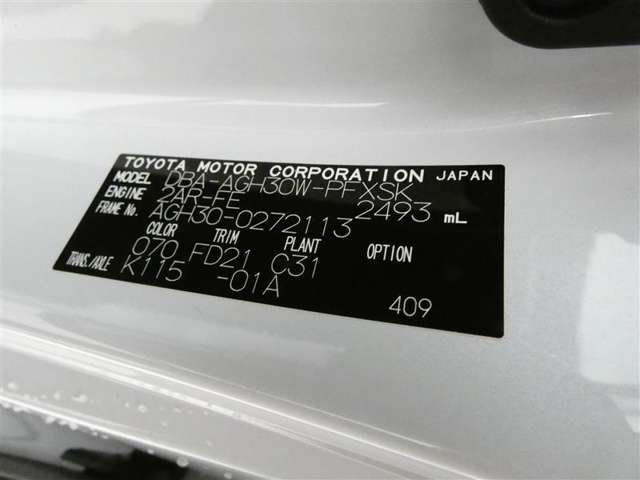 TOYOTA MOTOR CORPORATION JAPAN
MODEL DBA-AGH30W-PFXSK
ENGINE 2AR-FE 2493 mL
FRAME No. AGH30-0272113
COLOR TRIM PLANT OPTION
070 FD21 C31
TRANS./AXLE K115 -01A
409